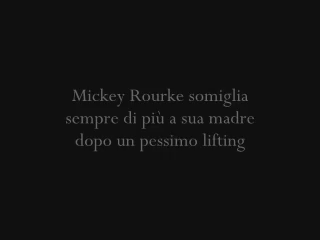 Mickey Rourke somiglia
sempre di più a sua madre
dopo un pessimo lifting